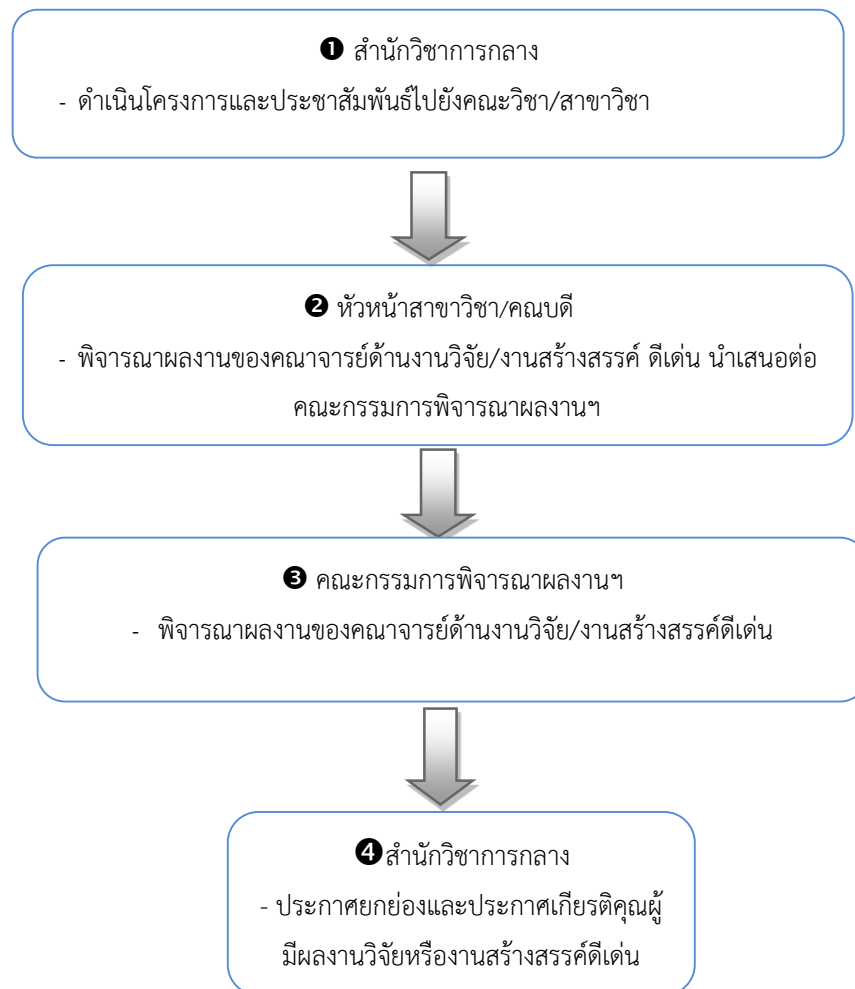 ❶ สำนักวิชาการกลาง
- ดำเนินโครงการและประชาสัมพันธ์ไปยังคณะวิชา/สาขาวิชา
❷ หัวหน้าสาขาวิชา/คณบดี
- พิจารณาผลงานของคณาจารย์ด้านงานวิจัย/งานสร้างสรรค์ ดีเด่น นำเสนอต่อ
คณะกรรมการพิจารณาผลงานฯ
❸ คณะกรรมการพิจารณาผลงานฯ
- พิจารณาผลงานของคณาจารย์ด้านงานวิจัย/งานสร้างสรรค์ดีเด่น
❹สำนักวิชาการกลาง
- ประกาศยกย่องและประกาศเกียรติคุณผู้
มีผลงานวิจัยหรืองานสร้างสรรค์ดีเด่น